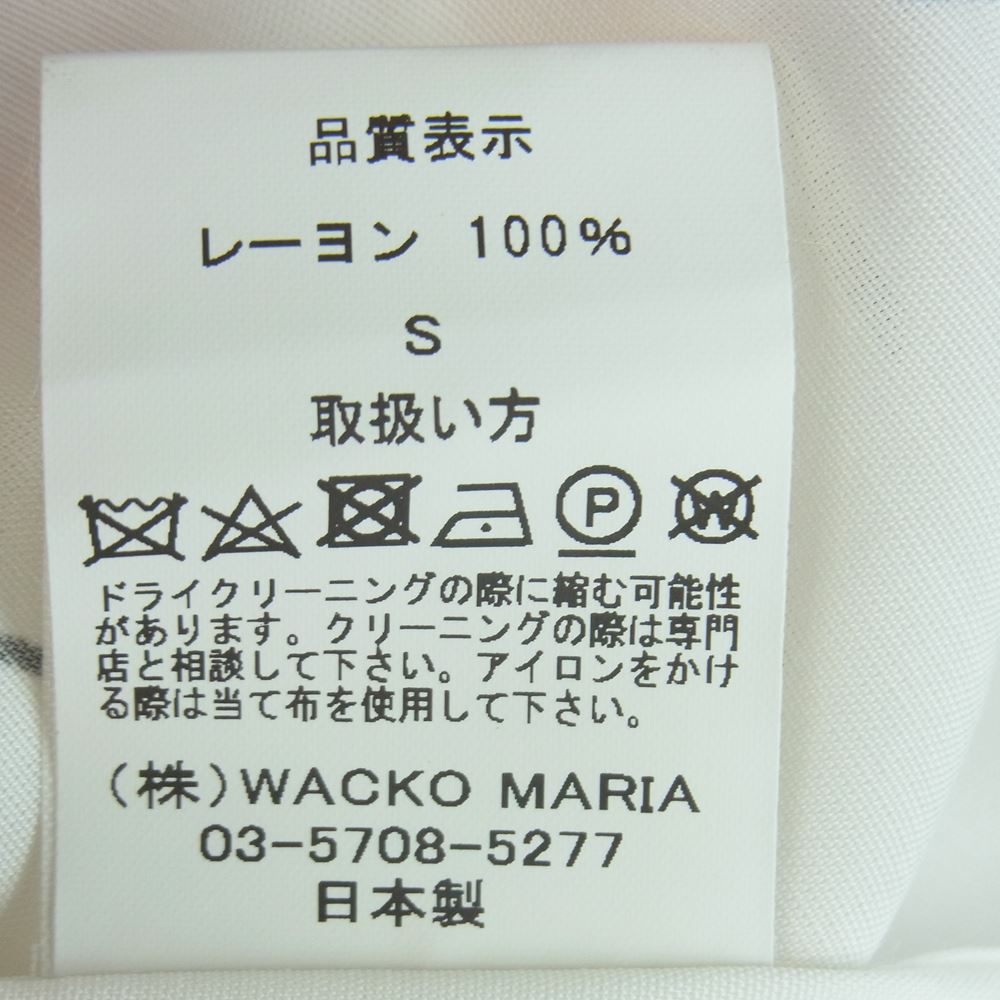 品質表示
レーヨン 100%
S
取扱い方
P W
ドライクリーニングの際に縮む可能性
があります。クリーニングの際は専門
店と相談して下さい。アイロンをかけ
る際は当て布を使用して下さい。
(株)WACKO MARIA
03-5708-5277
日本製